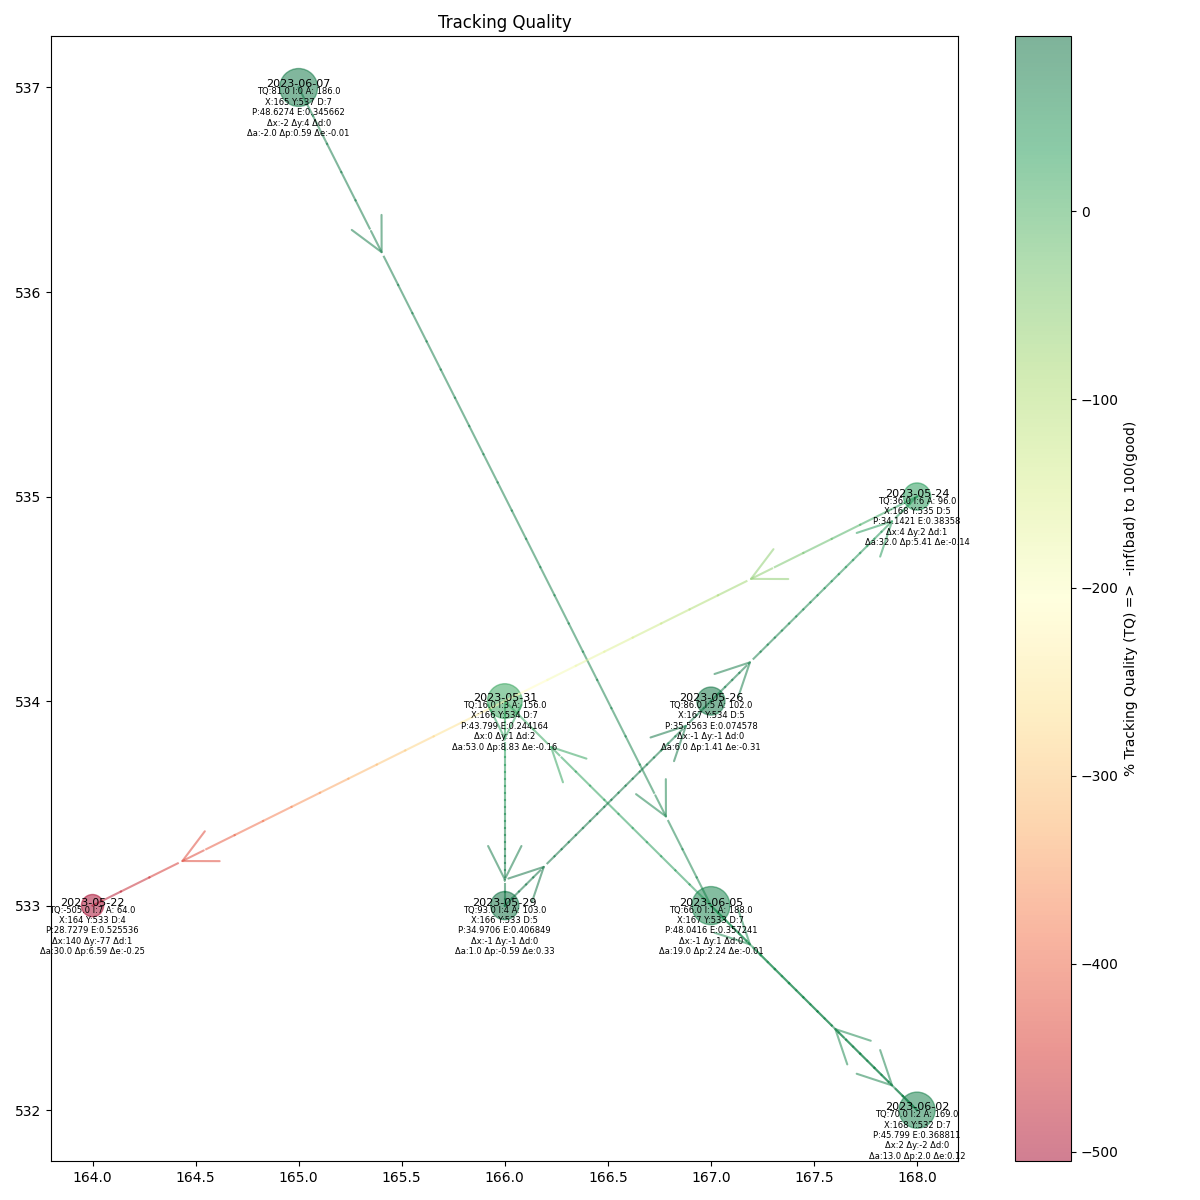 Tracking Quality
537
536
535
534
533
532
2023-06-07
TQ:81.0 I:0 A: 186.0
X:165 Y:537 D:7
P:48.6274 E:0.345662
Δx:-2 Δy:4 Δd:0
Δa:-2.0 Δp:0.59 Δe:-0.01
2023-05-24
TQ:36.0 I:6 A: 96.0
X:168 Y:535 D:5
P:34.1421 E:0.38358
Δx:4 Δy:2 Δd:1
Δa:32.0 Δp:5.41 Δe:-0.14
2023-05-31
TQ:16.0 I:3 A: 156.0
X:166 Y:534 D:7
P:43.799 E:0.244164
Δx:0 Δy:1 Δd:2
Δa:53.0 Δp:8.83 Δe:-0.16
2023-05-26
TQ:86.0 I:5 A: 102.0
X:167 Y:534 D:5
P:35.5563 E:0.074578
Δx:-1 Δy:-1 Δd:0
Δa:6.0 Δp:1.41 Δe:-0.31
2023-05-22
TQ:-505.0 I:7 A: 64.0
X:164 Y:533 D:4
P:28.7279 E:0.525536
Δx:140 Δy:-77 Δd:1
Δa:30.0 Δp:6.59 Δe:-0.25
2023-05-29
TQ:93.0 I:4 A: 103.0
X:166 Y:533 D:5
P:34.9706 E:0.406849
Δx:-1 Δy:-1 Δd:0
Δa:1.0 Δp:-0.59 Δe:0.33
2023-06-05
TQ:66.0 I:1 A: 188.0
X:167 Y:533 D:7
P:48.0416 E:0.357241
Δx:-1 Δy:1 Δd:0
Δa:19.0 Δp:2.24 Δe:-0.01
2023-06-02
TQ:70.0 I:2 A: 169.0
X:168 Y:532 D:7
P:45.799 E:0.368811
Δx:2 Δy:-2 Δd:0
Δa:13.0 Δp:2.0 Δe:0.12
164.0 164.5 165.0 165.5 166.0 166.5 167.0 167.5 168.0
0
−100
−200
−300
−400
−500
% Tracking Quality (TQ) =>  -inf(bad) to 100(good)